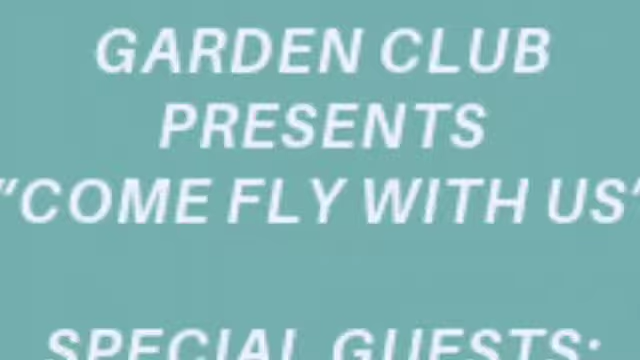 GARDEN CLUB
PRESENTS
"COME FLY WITH US"
SPECIAL GUESTS: